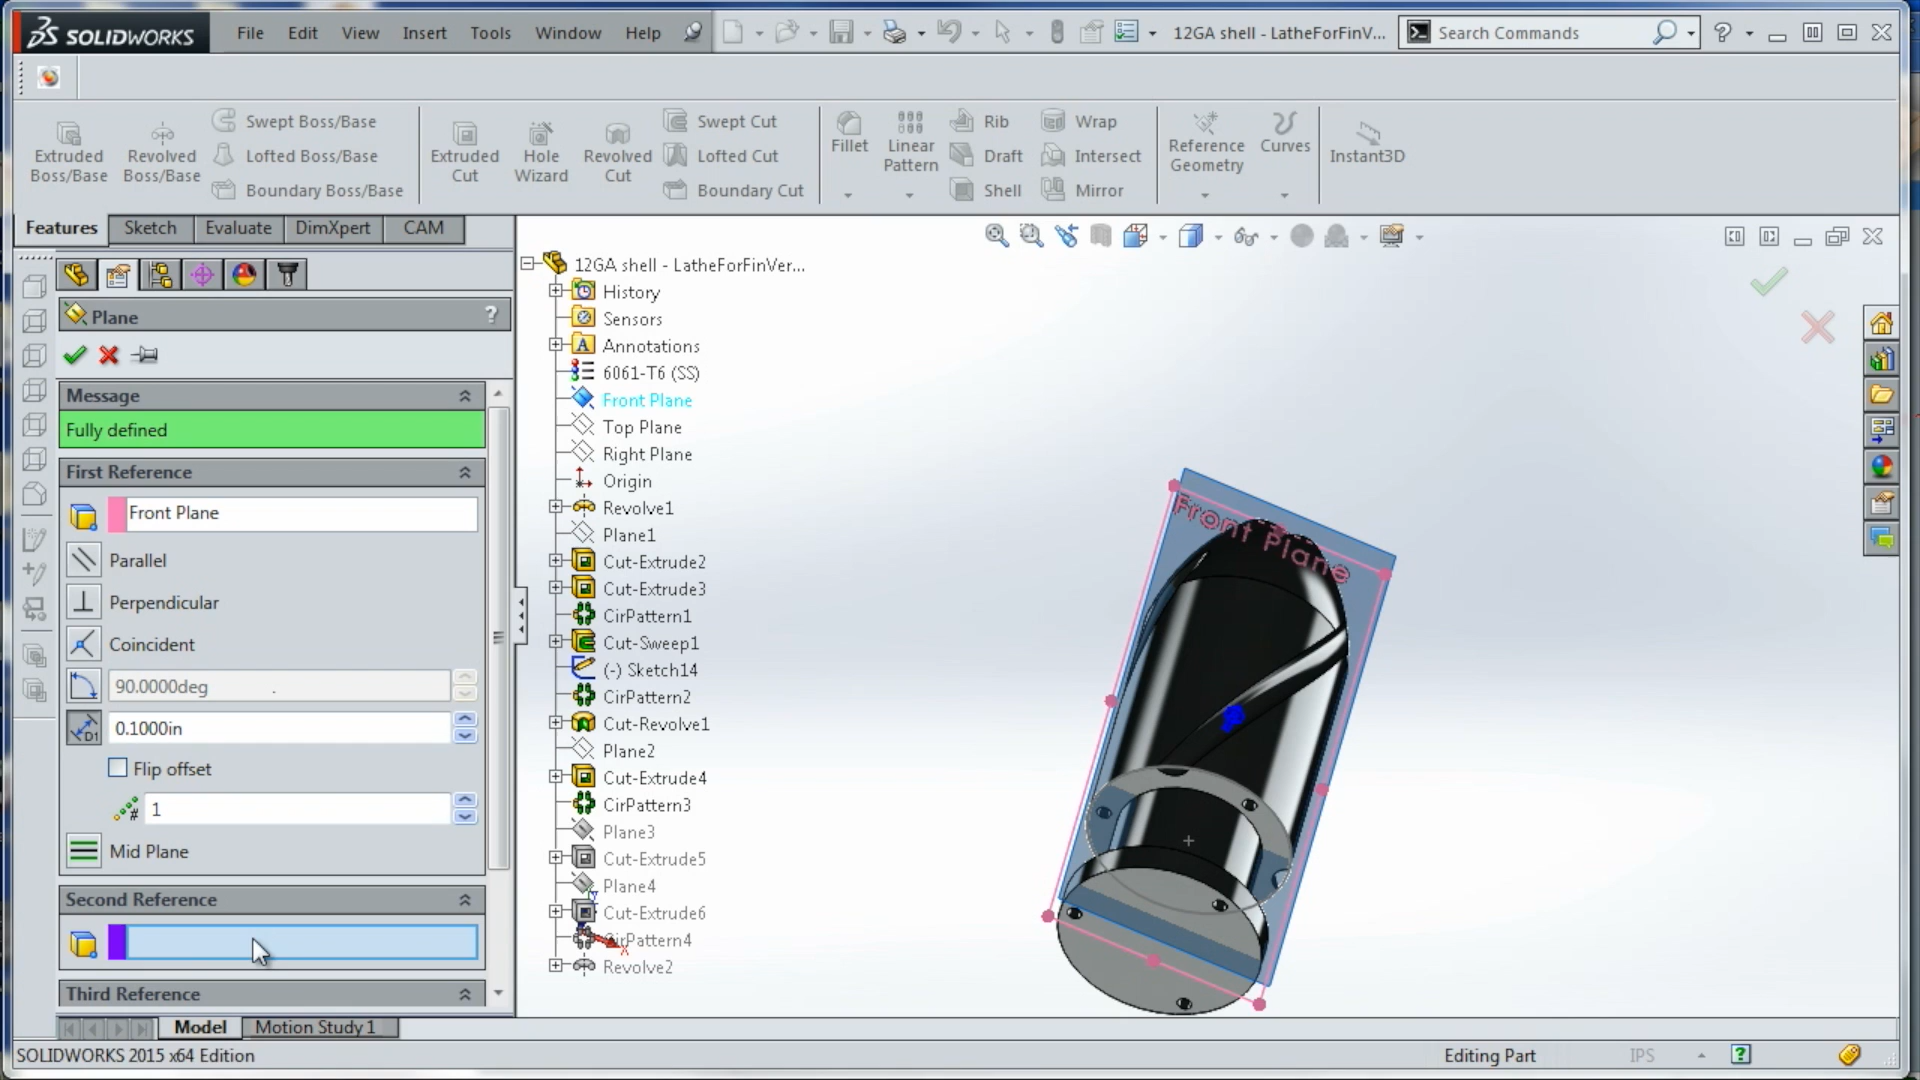 SOLIDWORKS File Edit View Insert Tools Window Help 12GA shell - LatheForFinV... Search Commands
Extruded Boss/Base
Revolved Boss/Base
Swept Boss/Base
Lofted Boss/Base
Boundary Boss/Base
Extruded Cut
Hole Wizard
Revolved Cut
Swept Cut
Lofted Cut
Boundary Cut
Fillet
Linear Pattern
Rib
Draft
Shell
Wrap
Intersect
Mirror
Reference Geometry
Curves
Instant3D
Features Sketch Evaluate DimXpert CAM
Plane ?
Message
Fully defined
First Reference
Front Plane
Parallel
Perpendicular
Coincident
90.0000deg
0.1000in
Flip offset
1
Mid Plane
Second Reference
Third Reference
12GA shell - LatheForFinVer...
History
Sensors
Annotations
6061-T6 (SS)
Front Plane
Top Plane
Right Plane
Origin
Revolve1
Plane1
Cut-Extrude2
Cut-Extrude3
CirPattern1
Cut-Sweep1
(-) Sketch14
CirPattern2
Cut-Revolve1
Plane2
Cut-Extrude4
CirPattern3
Plane3
Cut-Extrude5
Plane4
Cut-Extrude6
CirPattern4
Revolve2
Front Plane
Model Motion Study 1
SOLIDWORKS 2015 x64 Edition Editing Part IPS